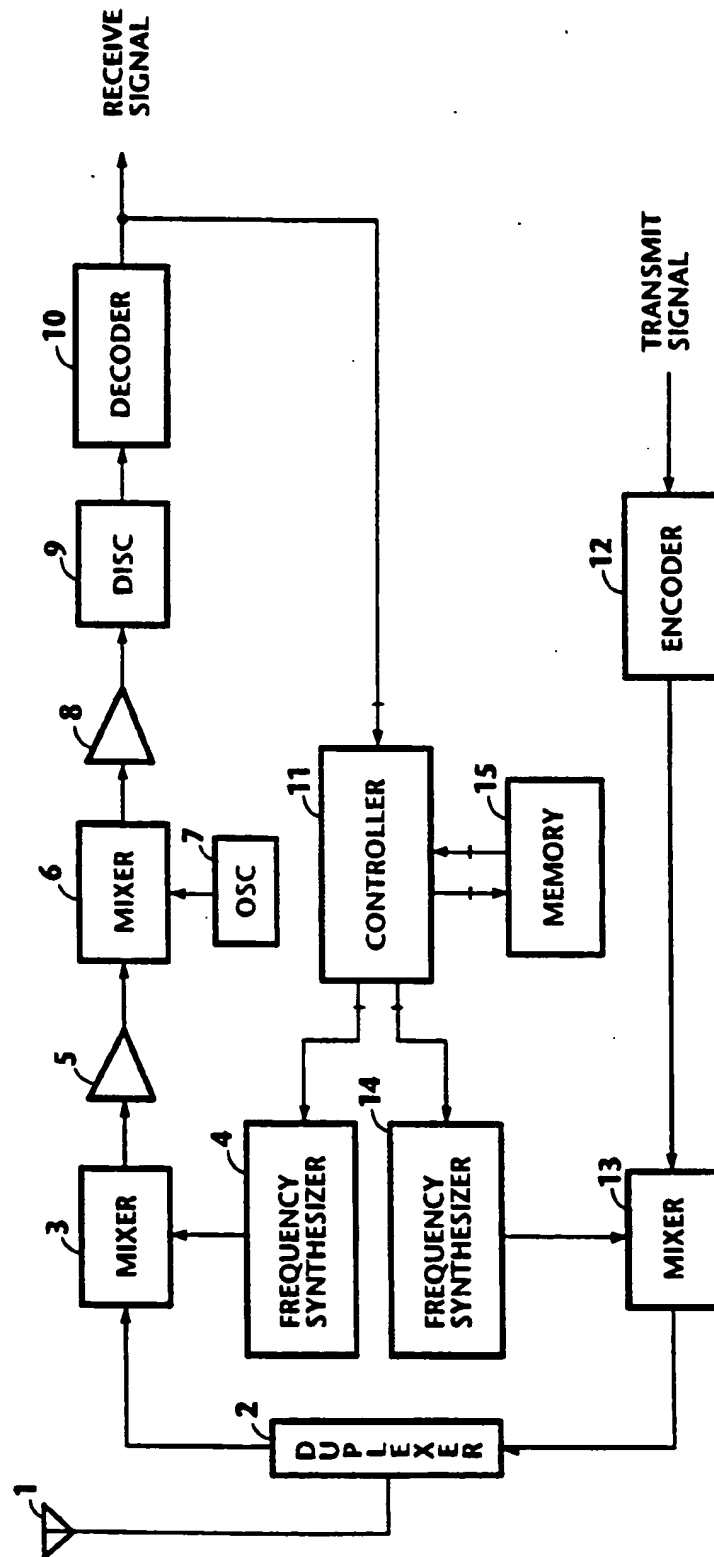 1
2
DUPLEXER
3
MIXER
4
FREQUENCY
SYNTHESIZER
5
6
MIXER
7
OSC
8
9
DISC
10
DECODER
RECEIVE
SIGNAL
11
CONTROLLER
15
MEMORY
14
FREQUENCY
SYNTHESIZER
13
MIXER
12
ENCODER
TRANSMIT
SIGNAL